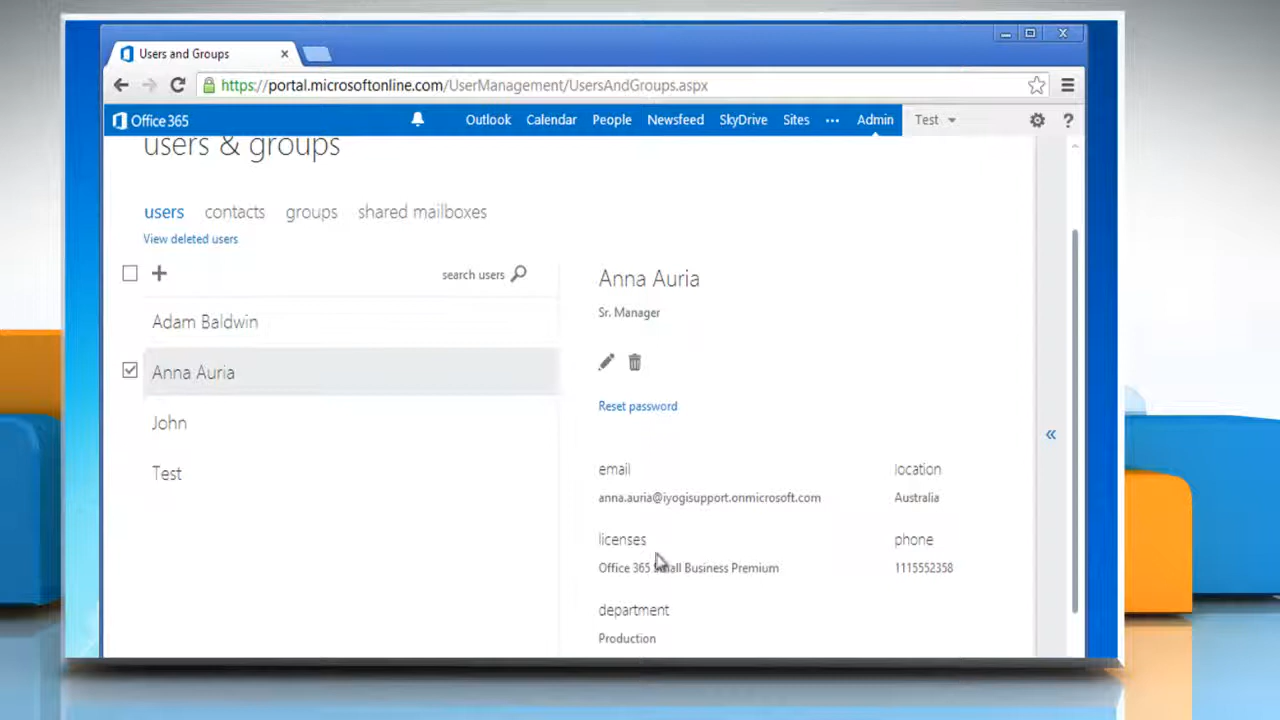 Users and Groups
https://portal.microsoftonline.com/UserManagement/UsersAndGroups.aspx
Office 365 Outlook Calendar People Newsfeed SkyDrive Sites ... Admin Test ?
users & groups
users contacts groups shared mailboxes
View deleted users
search users
Adam Baldwin
Anna Auria
John
Test
Anna Auria
Sr. Manager
Reset password
email
anna.auria@iyogisupport.onmicrosoft.com
location
Australia
licenses
Office 365 Small Business Premium
phone
1115552358
department
Production